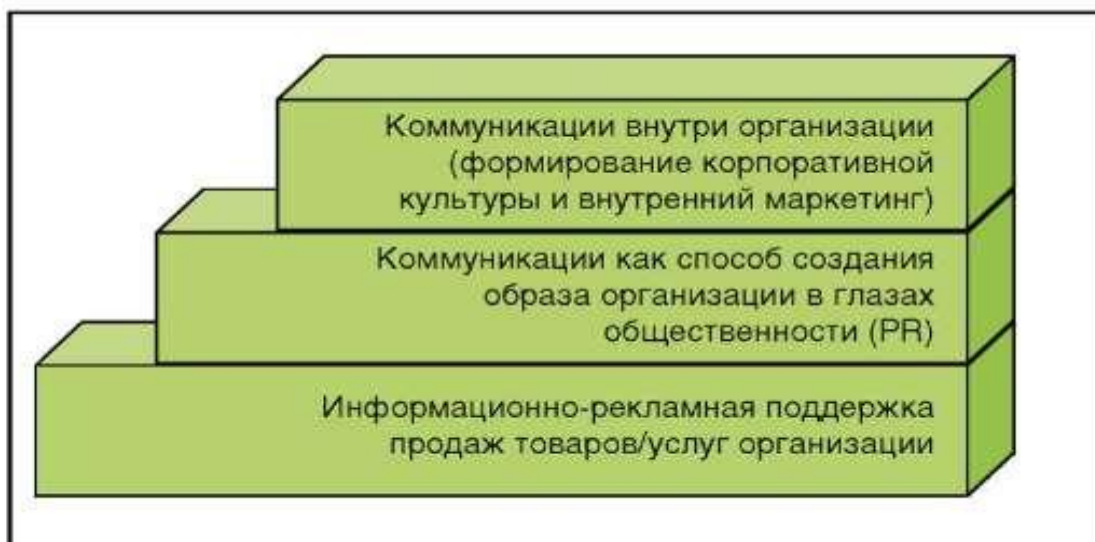 Коммуникации внутри организации
(формирование корпоративной
культуры и внутренний маркетинг)
Коммуникации как способ создания
образа организации в глазах
общественности (PR)
Информационно-рекламная поддержка
продаж товаров/услуг организации